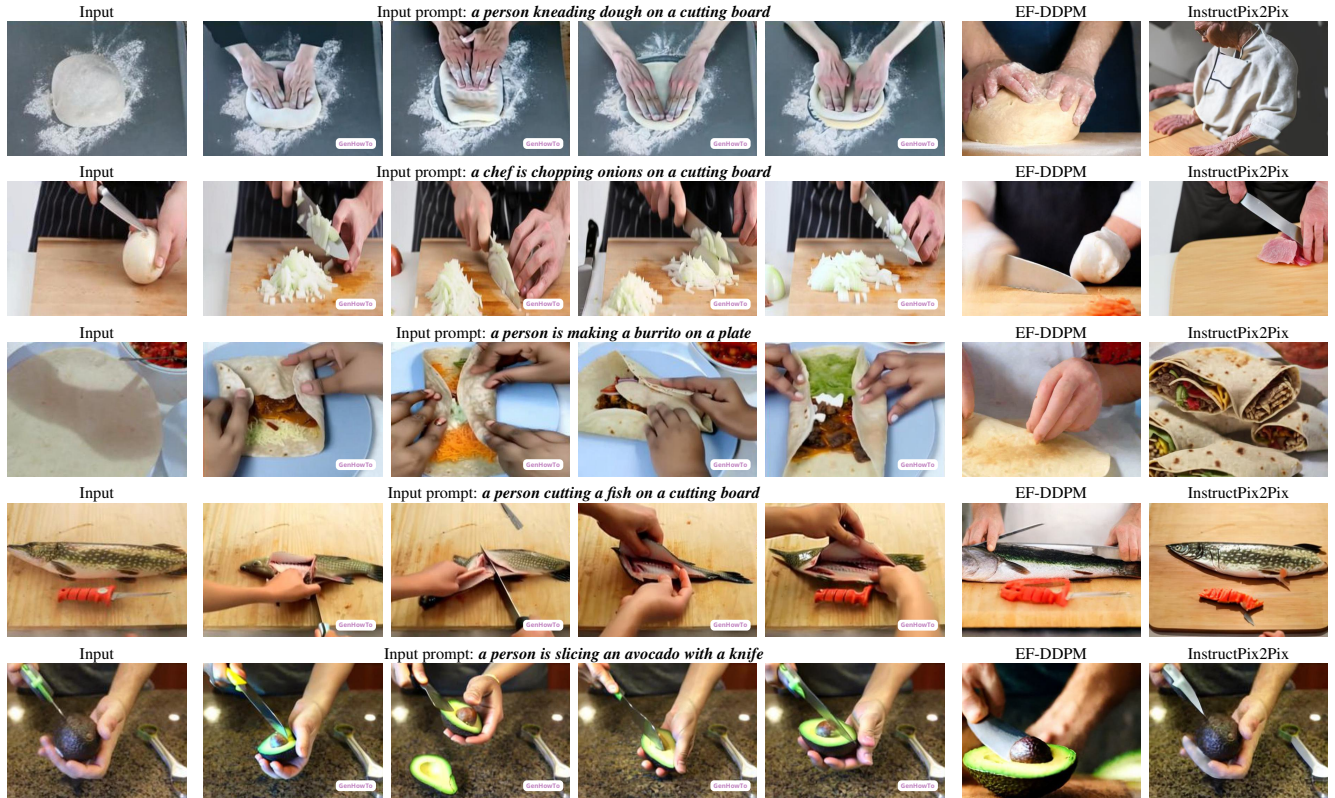 Input Input prompt: a person kneading dough on a cutting board EF-DDPM InstructPix2Pix
GenHowTo GenHowTo GenHowTo GenHowTo
Input Input prompt: a chef is chopping onions on a cutting board EF-DDPM InstructPix2Pix
GenHowTo GenHowTo GenHowTo GenHowTo
Input Input prompt: a person is making a burrito on a plate EF-DDPM InstructPix2Pix
GenHowTo GenHowTo GenHowTo GenHowTo
Input Input prompt: a person cutting a fish on a cutting board EF-DDPM InstructPix2Pix
GenHowTo GenHowTo GenHowTo GenHowTo
Input Input prompt: a person is slicing an avocado with a knife EF-DDPM InstructPix2Pix
GenHowTo GenHowTo GenHowTo GenHowTo